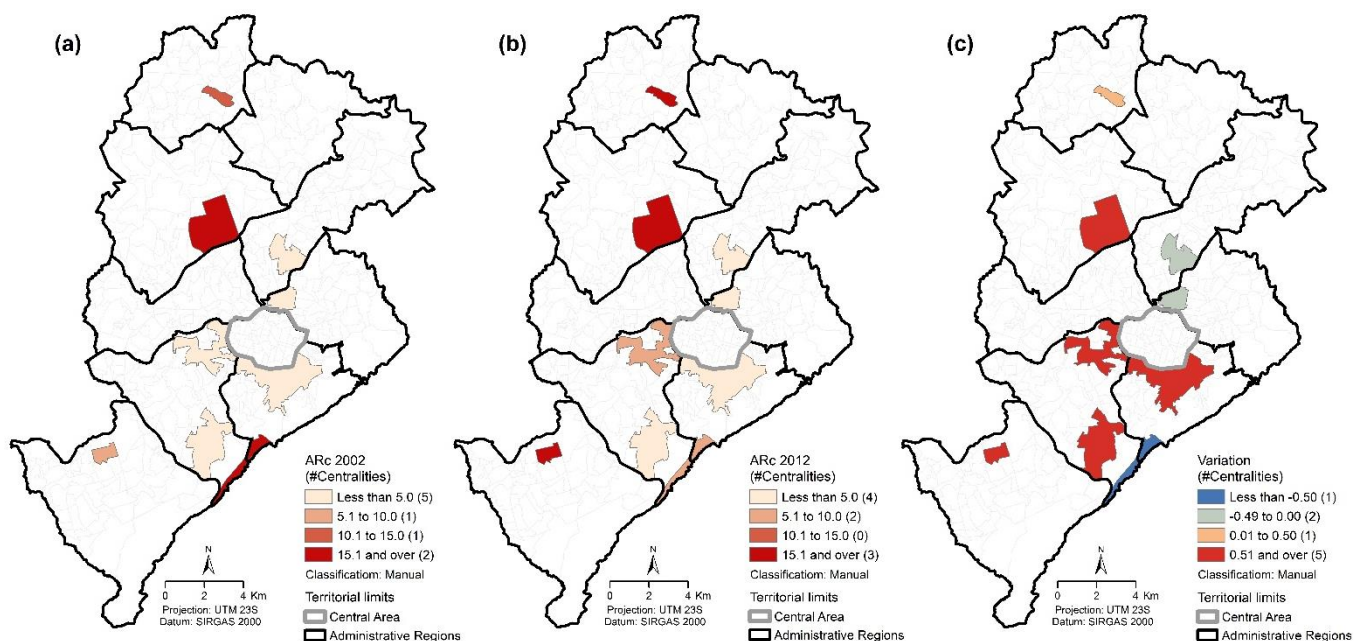 (a)
ARc 2002
(#Centralities)
Less than 5.0 (5)
5.1 to 10.0 (1)
10.1 to 15.0 (1)
15.1 and over (2)
Classificatiom: Manual
Territorial limits
Central Area
Administrative Regions
N
0 2 4 Km
Projection: UTM 23S
Datum: SIRGAS 2000
(b)
ARc 2012
(#Centralities)
Less than 5.0 (4)
5.1 to 10.0 (2)
10.1 to 15.0 (0)
15.1 and over (3)
Classificatiom: Manual
Territorial limits
Central Area
Administrative Regions
N
0 2 4 Km
Projection: UTM 23S
Datum: SIRGAS 2000
(c)
Variation
(#Centralities)
Less than -0.50 (1)
-0.49 to 0.00 (2)
0.01 to 0.50 (1)
0.51 and over (5)
Classificatiom: Manual
Territorial limits
Central Area
Administrative Regions
N
0 2 4 Km
Projection: UTM 23S
Datum: SIRGAS 2000